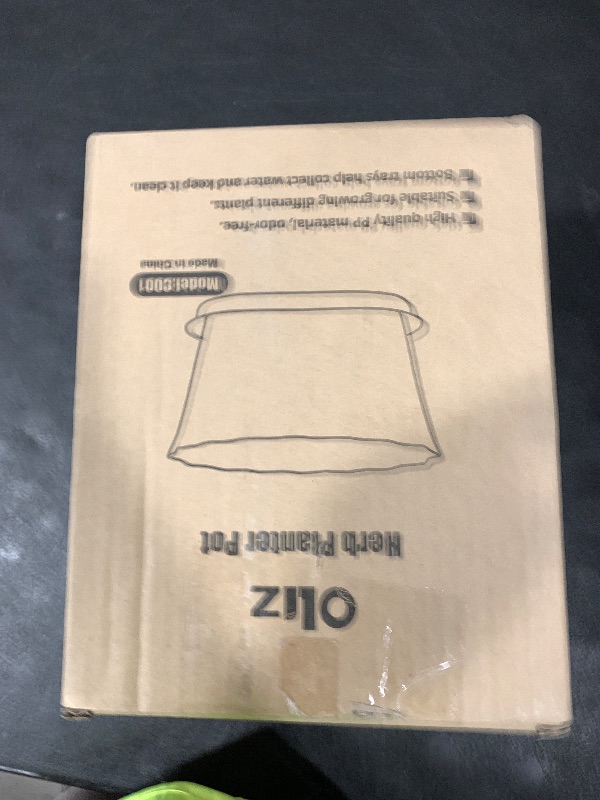 Oliz
Herb Planter Pot
Model:C001
Made in China
High quality PP material, odor-free.
Suitable for growing different plants.
Bottom trays help collect water and keep it clean.